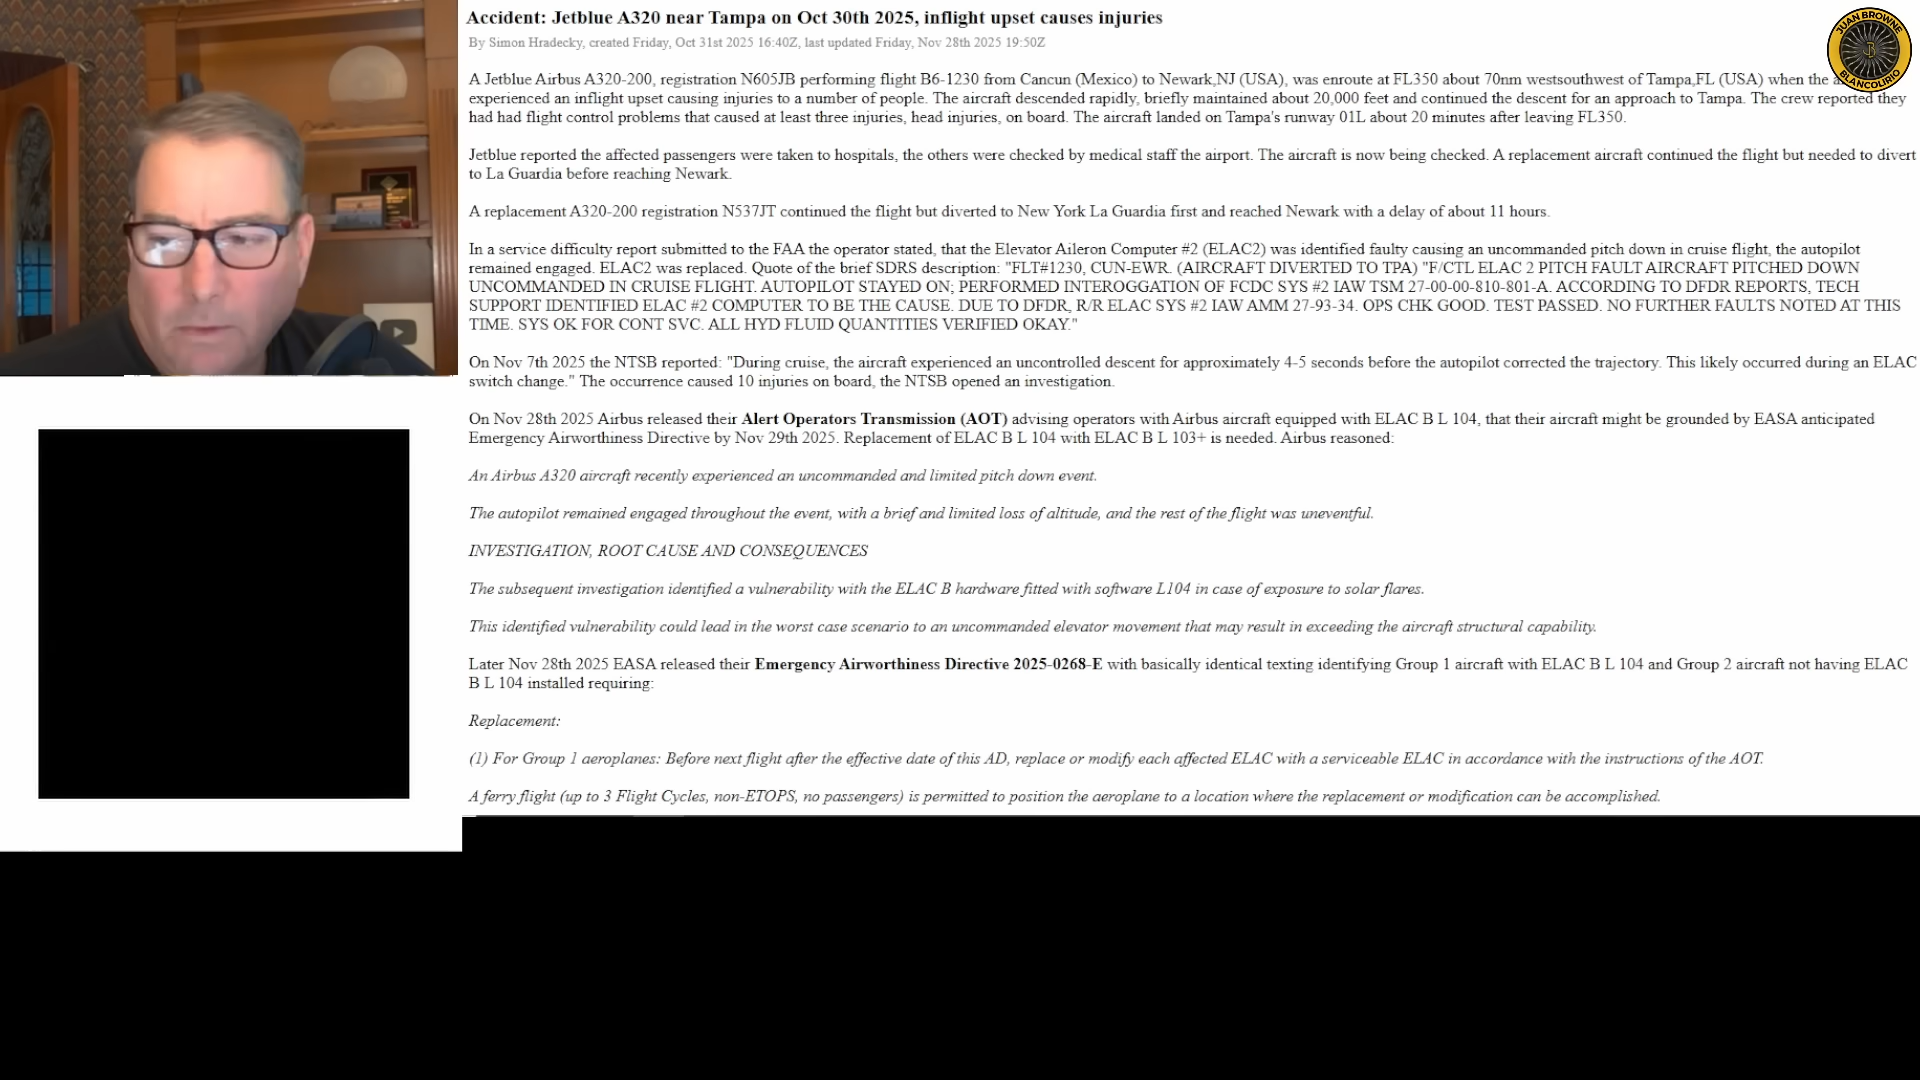 Accident: Jetblue A320 near Tampa on Oct 30th 2025, inflight upset causes injuries
By Simon Hradecky, created Friday, Oct 31st 2025 16:40Z, last updated Friday, Nov 28th 2025 19:50Z
JUAN BROWNE
JB
BLANCOLIRIO
A Jetblue Airbus A320-200, registration N605JB performing flight B6-1230 from Cancun (Mexico) to Newark,NJ (USA), was enroute at FL350 about 70nm westsouthwest of Tampa,FL (USA) when the
experienced an inflight upset causing injuries to a number of people. The aircraft descended rapidly, briefly maintained about 20,000 feet and continued the descent for an approach to Tampa. The crew reported they
had had flight control problems that caused at least three injuries, head injuries, on board. The aircraft landed on Tampa's runway 01L about 20 minutes after leaving FL350.
Jetblue reported the affected passengers were taken to hospitals, the others were checked by medical staff the airport. The aircraft is now being checked. A replacement aircraft continued the flight but needed to divert
to La Guardia before reaching Newark.
A replacement A320-200 registration N537JT continued the flight but diverted to New York La Guardia first and reached Newark with a delay of about 11 hours.
In a service difficulty report submitted to the FAA the operator stated, that the Elevator Aileron Computer #2 (ELAC2) was identified faulty causing an uncommanded pitch down in cruise flight, the autopilot
remained engaged. ELAC2 was replaced. Quote of the brief SDRS description: "FLT#1230, CUN-EWR. (AIRCRAFT DIVERTED TO TPA) "F/CTL ELAC 2 PITCH FAULT AIRCRAFT PITCHED DOWN
UNCOMMANDED IN CRUISE FLIGHT. AUTOPILOT STAYED ON; PERFORMED INTEROGGATION OF FCDC SYS #2 IAW TSM 27-00-00-810-801-A. ACCORDING TO DFDR REPORTS, TECH
SUPPORT IDENTIFIED ELAC #2 COMPUTER TO BE THE CAUSE. DUE TO DFDR, R/R ELAC SYS #2 IAW AMM 27-93-34. OPS CHK GOOD. TEST PASSED. NO FURTHER FAULTS NOTED AT THIS
TIME. SYS OK FOR CONT SVC. ALL HYD FLUID QUANTITIES VERIFIED OKAY."
On Nov 7th 2025 the NTSB reported: "During cruise, the aircraft experienced an uncontrolled descent for approximately 4-5 seconds before the autopilot corrected the trajectory. This likely occurred during an ELAC
switch change." The occurrence caused 10 injuries on board, the NTSB opened an investigation.
On Nov 28th 2025 Airbus released their Alert Operators Transmission (AOT) advising operators with Airbus aircraft equipped with ELAC B L 104, that their aircraft might be grounded by EASA anticipated
Emergency Airworthiness Directive by Nov 29th 2025. Replacement of ELAC B L 104 with ELAC B L 103+ is needed. Airbus reasoned:
An Airbus A320 aircraft recently experienced an uncommanded and limited pitch down event.
The autopilot remained engaged throughout the event, with a brief and limited loss of altitude, and the rest of the flight was uneventful.
INVESTIGATION, ROOT CAUSE AND CONSEQUENCES
The subsequent investigation identified a vulnerability with the ELAC B hardware fitted with software L104 in case of exposure to solar flares.
This identified vulnerability could lead in the worst case scenario to an uncommanded elevator movement that may result in exceeding the aircraft structural capability.
Later Nov 28th 2025 EASA released their Emergency Airworthiness Directive 2025-0268-E with basically identical texting identifying Group 1 aircraft with ELAC B L 104 and Group 2 aircraft not having ELAC
B L 104 installed requiring:
Replacement:
(1) For Group 1 aeroplanes: Before next flight after the effective date of this AD, replace or modify each affected ELAC with a serviceable ELAC in accordance with the instructions of the AOT.
A ferry flight (up to 3 Flight Cycles, non-ETOPS, no passengers) is permitted to position the aeroplane to a location where the replacement or modification can be accomplished.